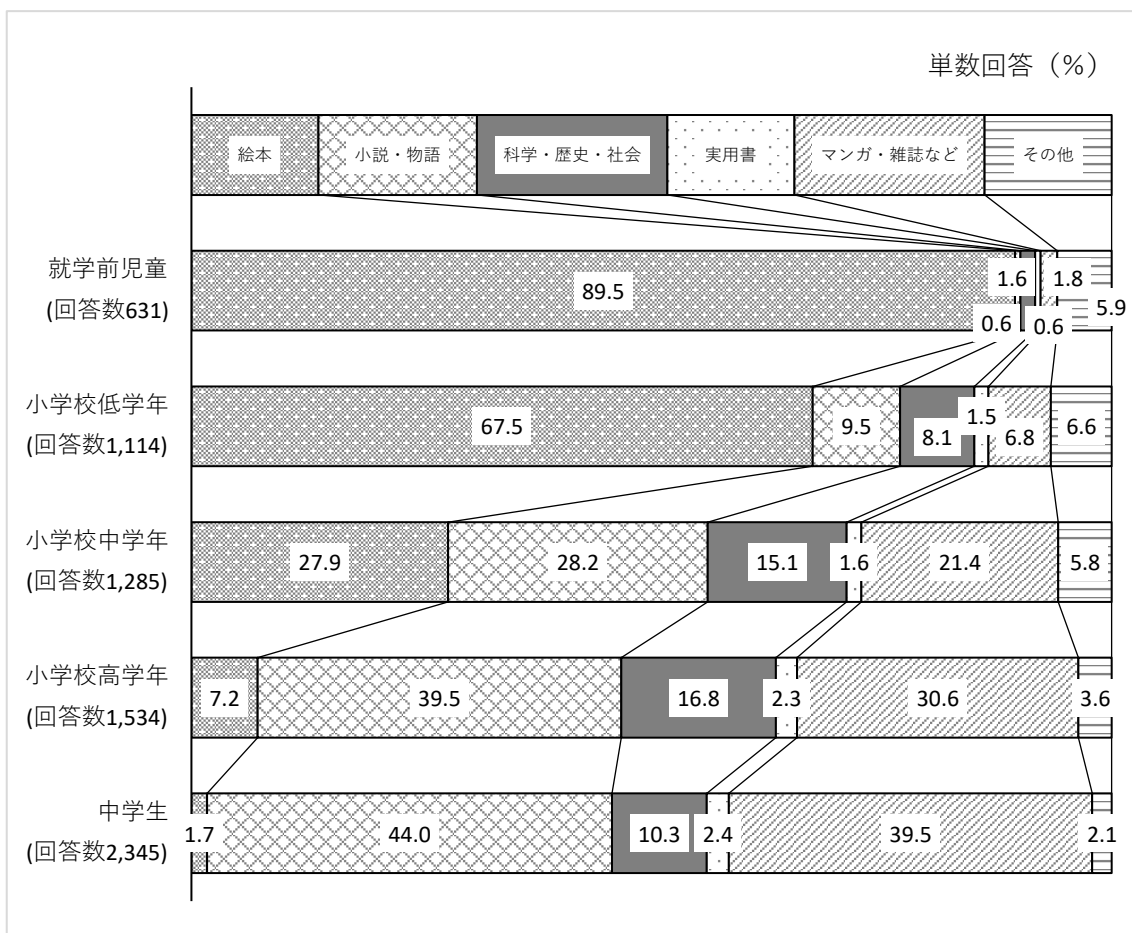 単数回答（%）
絵本 小説・物語 科学・歴史・社会 実用書 マンガ・雑誌など その他
就学前児童
(回答数631)
89.5 0.6 1.6 0.6 1.8 5.9
小学校低学年
(回答数1,114)
67.5 9.5 8.1 1.5 6.8 6.6
小学校中学年
(回答数1,285)
27.9 28.2 15.1 1.6 21.4 5.8
小学校高学年
(回答数1,534)
7.2 39.5 16.8 2.3 30.6 3.6
中学生
(回答数2,345)
1.7 44.0 10.3 2.4 39.5 2.1